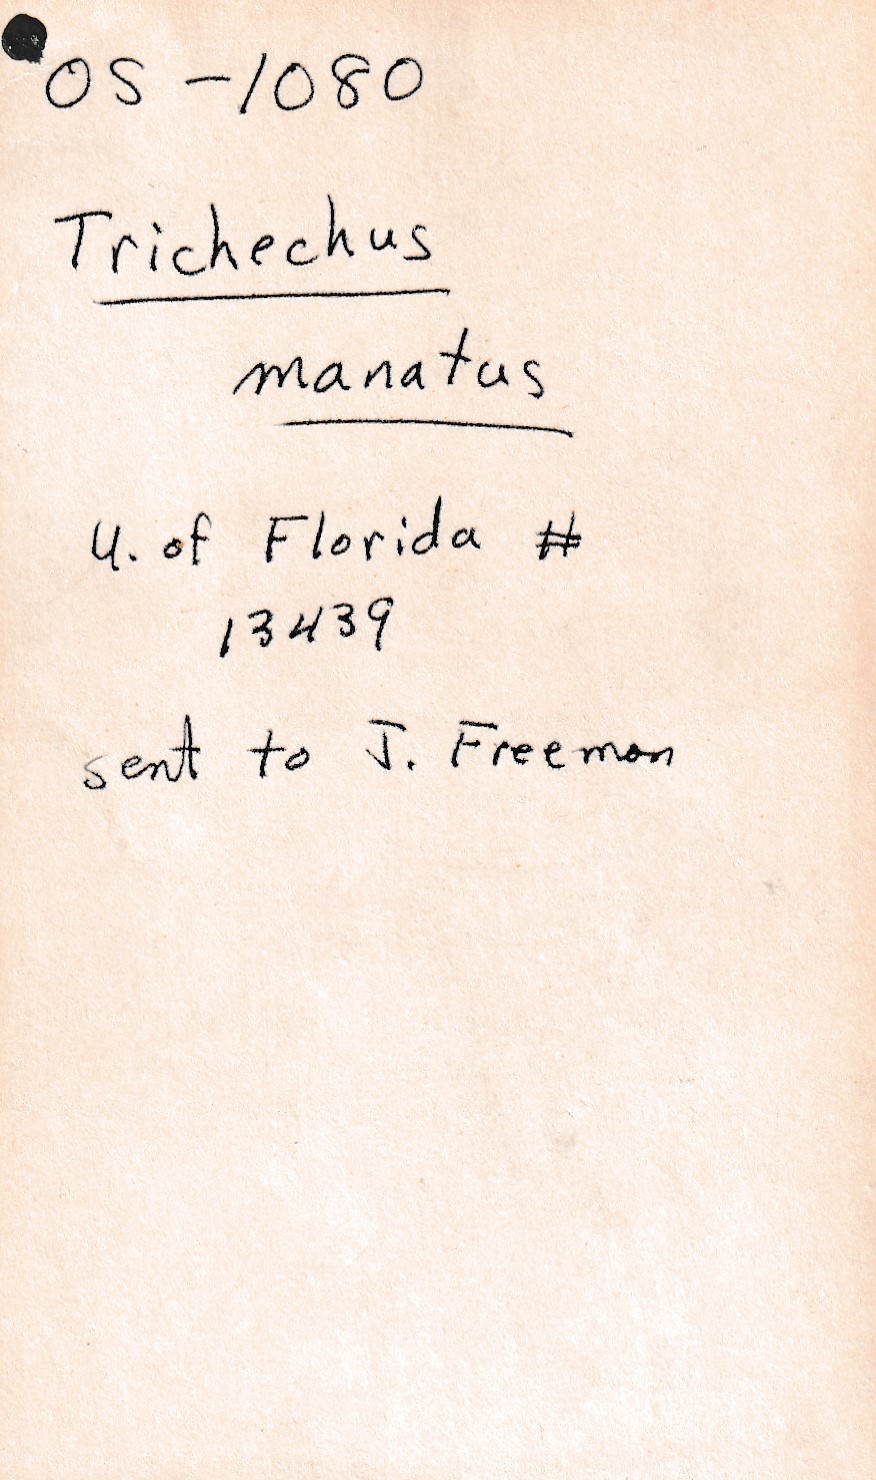 OS-1080
Trichechus
manatus
U. of Florida #
13439
sent to J. Freeman